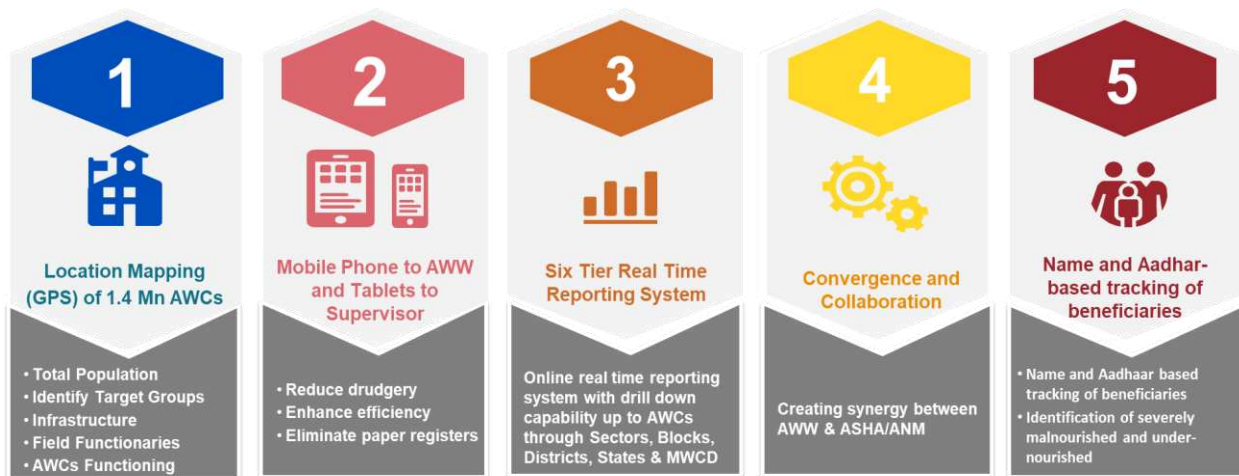 1
Location Mapping
(GPS) of 1.4 Mn AWCs
• Total Population
• Identify Target Groups
• Infrastructure
• Field Functionaries
• AWCs Functioning
2
Mobile Phone to AWW
and Tablets to
Supervisor
• Reduce drudgery
• Enhance efficiency
• Eliminate paper registers
3
Six Tier Real Time
Reporting System
Online real time reporting
system with drill down
capability up to AWCs
through Sectors, Blocks,
Districts, States & MWCD
4
Convergence and
Collaboration
Creating synergy between
AWW & ASHA/ANM
5
Name and Aadhar-
based tracking of
beneficiaries
• Name and Aadhaar based
tracking of beneficiaries
• Identification of severely
malnourished and under-
nourished